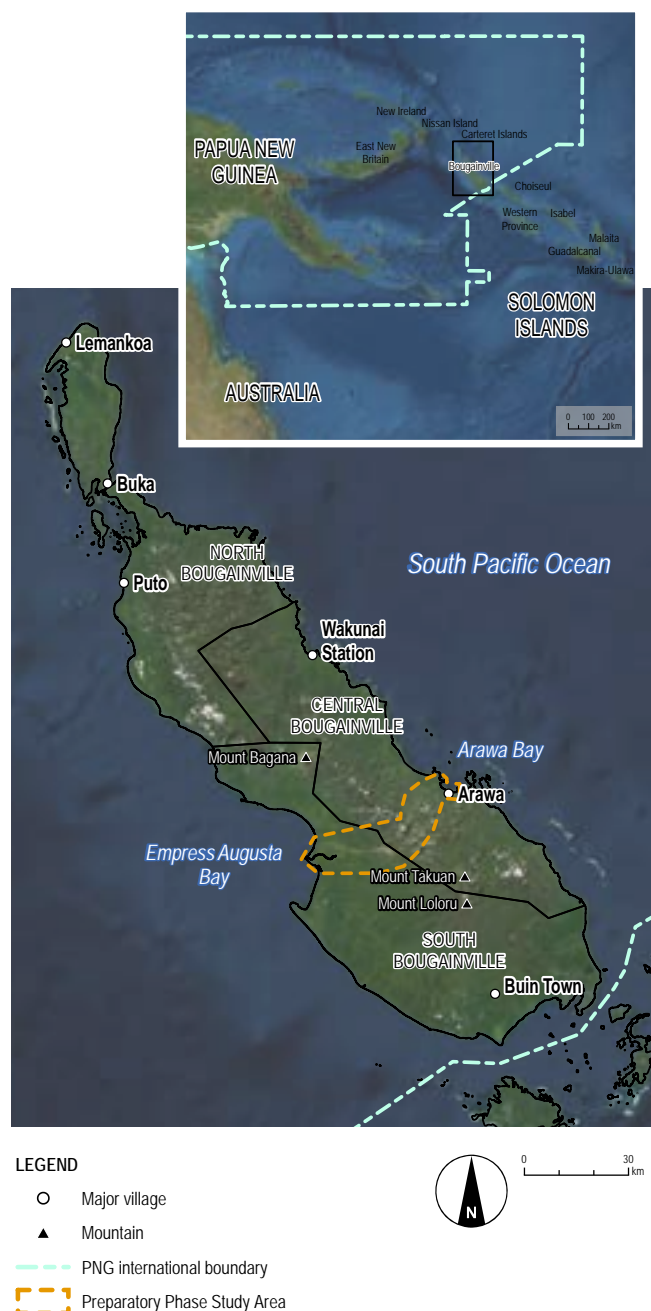 New Ireland
Nissan Island
Carteret Islands
PAPUA NEW
GUINEA
East New
Britain
Bougainville
Choiseul
Western
Province
Isabel
Malaita
Guadalcanal
Makira-Ulawa
SOLOMON
ISLANDS
AUSTRALIA
0 100 200
km
Lemankoa
Buka
NORTH
BOUGAINVILLE
South Pacific Ocean
Puto
Wakunai
Station
CENTRAL
BOUGAINVILLE
Mount Bagana
Arawa Bay
Arawa
Empress Augusta
Bay
Mount Takuan
Mount Loloru
SOUTH
BOUGAINVILLE
Buin Town
LEGEND
Major village
Mountain
PNG international boundary
Preparatory Phase Study Area
N
0 30
km